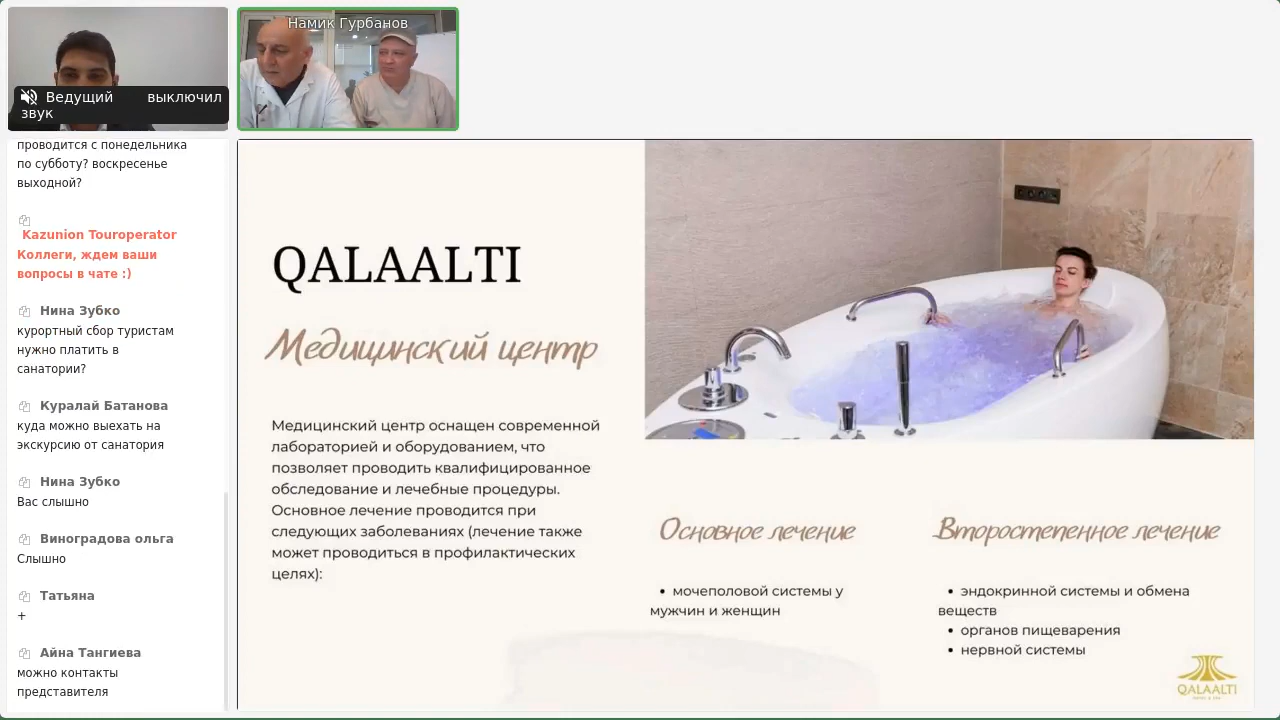 Намик Гурбанов
Ведущий выключил
звук
проводится с понедельника
по субботу? воскресенье
выходной?
Kazunion Touroperator
Коллеги, ждем ваши
вопросы в чате :)
Нина Зубко
курортный сбор туристам
нужно платить в
санатории?
Куралай Батанова
куда можно выехать на
экскурсию от санатория
Нина Зубко
Вас слышно
Виноградова ольга
Слышно
Татьяна
+
Айна Тангиева
можно контакты
представителя
QALAALTI
Медицинский центр
Медицинский центр оснащен современной
лабораторией и оборудованием, что
позволяет проводить квалифицированное
обследование и лечебные процедуры.
Основное лечение проводится при
следующих заболеваниях (лечение также
может проводиться в профилактических
целях):
Основное лечение
• мочеполовой системы у
мужчин и женщин
Второстепенное лечение
• эндокринной системы и обмена
веществ
• органов пищеварения
• нервной системы
QALAALTI